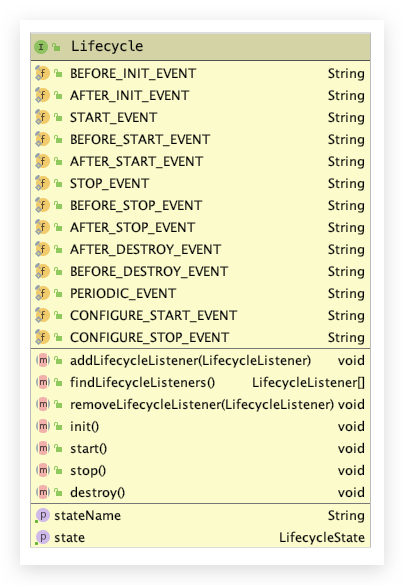 I Lifecycle
f BEFORE_INIT_EVENT String
f AFTER_INIT_EVENT String
f START_EVENT String
f BEFORE_START_EVENT String
f AFTER_START_EVENT String
f STOP_EVENT String
f BEFORE_STOP_EVENT String
f AFTER_STOP_EVENT String
f AFTER_DESTROY_EVENT String
f BEFORE_DESTROY_EVENT String
f PERIODIC_EVENT String
f CONFIGURE_START_EVENT String
f CONFIGURE_STOP_EVENT String
m addLifecycleListener(LifecycleListener) void
m findLifecycleListeners() LifecycleListener[]
m removeLifecycleListener(LifecycleListener) void
m init() void
m start() void
m stop() void
m destroy() void
p stateName String
p state LifecycleState